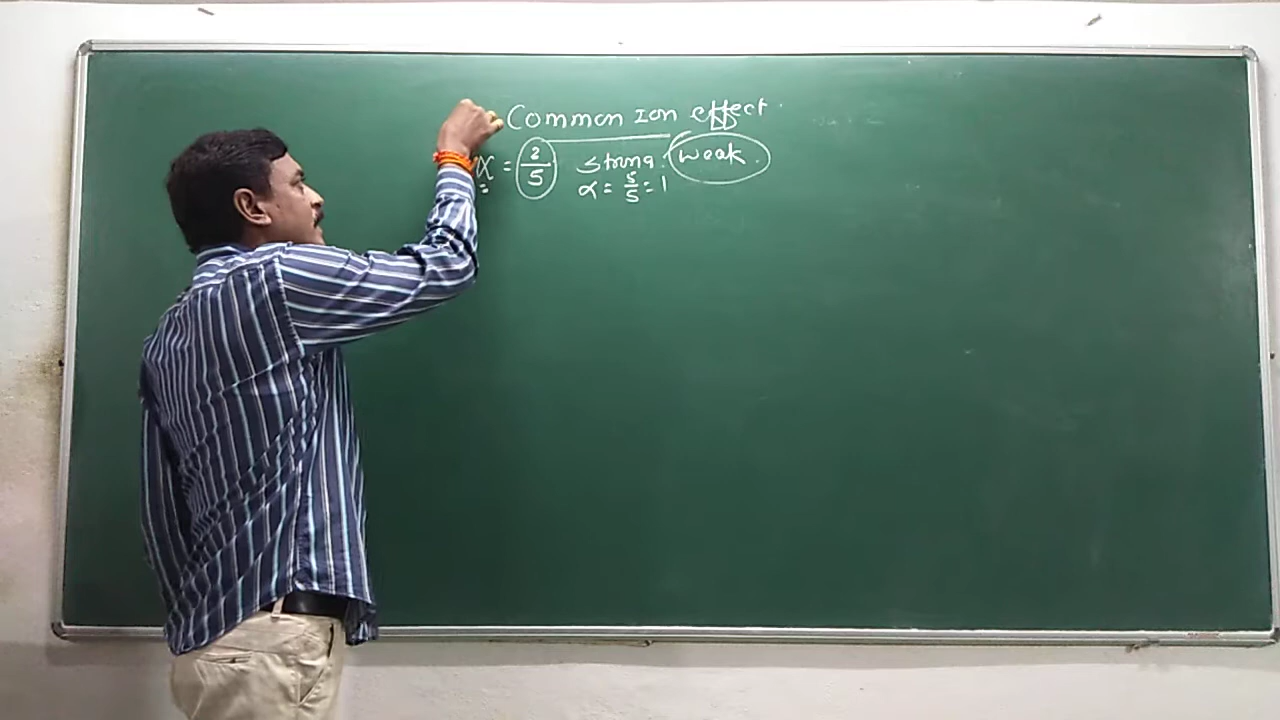 Common Ion effect
α = 2/5 Strong. Weak.
α = 5/5 = 1